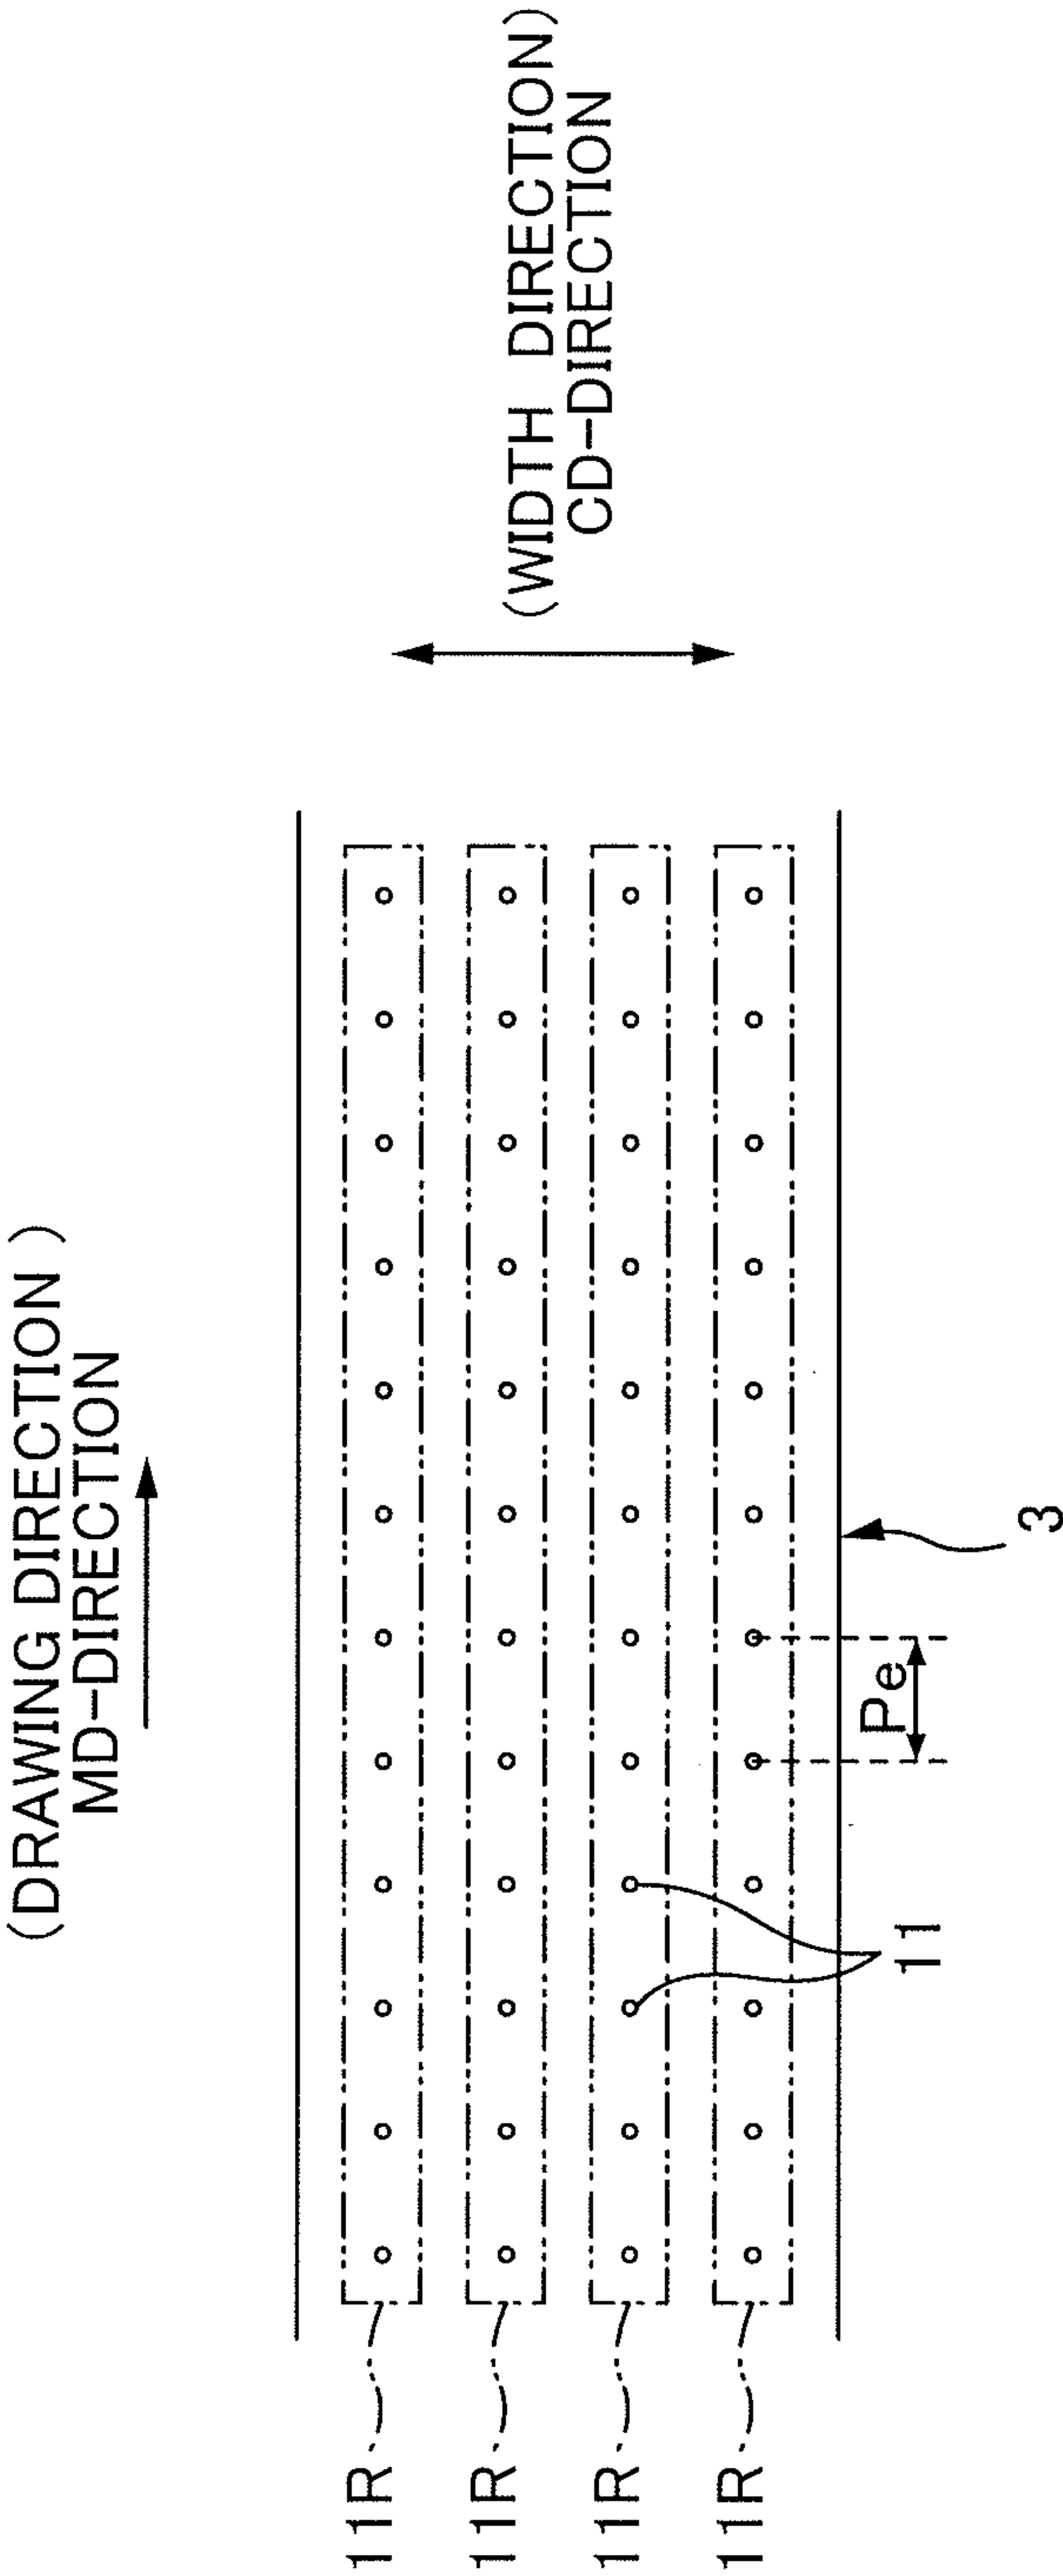 (DRAWING DIRECTION)
MD-DIRECTION
(WIDTH DIRECTION)
CD-DIRECTION
11R
11R
11R
11R
11
Pe
3